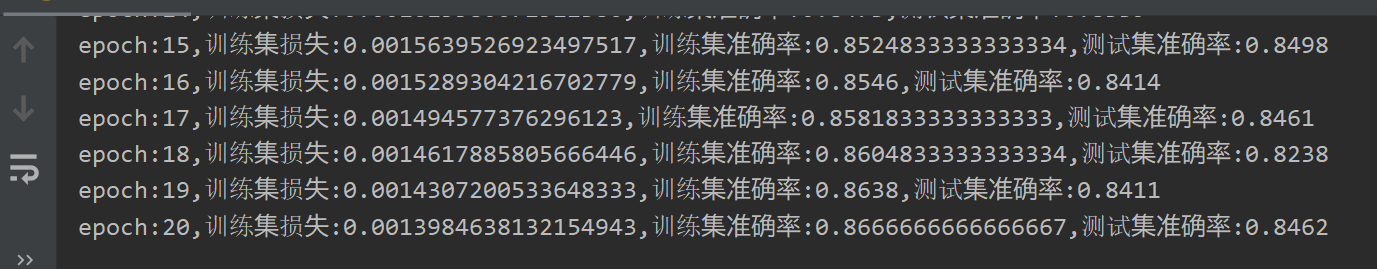 epoch:15,训练集损失:0.0015639526923497517,训练集准确率:0.8524833333333334,测试集准确率:0.8498
epoch:16,训练集损失:0.0015289304216702779,训练集准确率:0.8546,测试集准确率:0.8414
epoch:17,训练集损失:0.001494577376296123,训练集准确率:0.8581833333333333,测试集准确率:0.8461
epoch:18,训练集损失:0.0014617885805666446,训练集准确率:0.8604833333333334,测试集准确率:0.8238
epoch:19,训练集损失:0.0014307200533648333,训练集准确率:0.8638,测试集准确率:0.8411
epoch:20,训练集损失:0.0013984638132154943,训练集准确率:0.8666666666666667,测试集准确率:0.8462